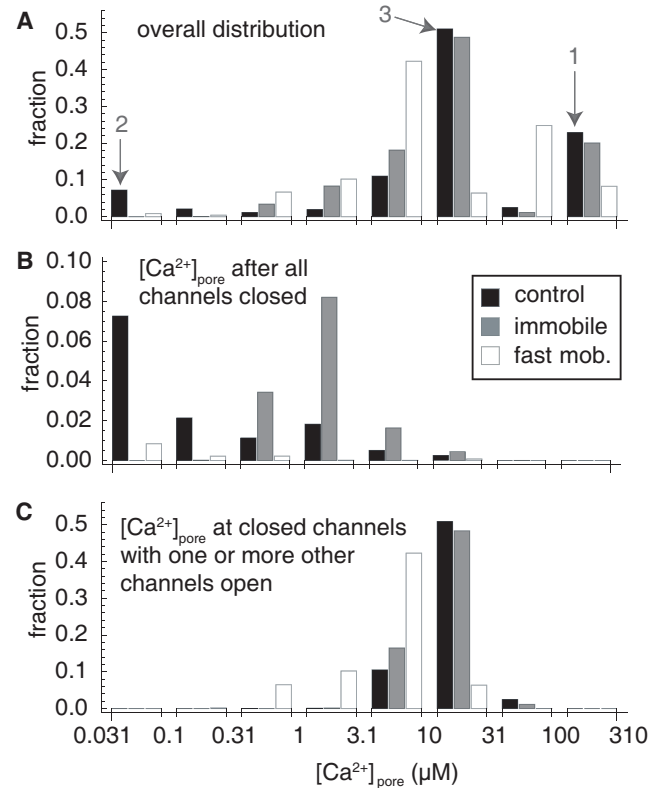 A
overall distribution
3
1
2
0.5
0.4
0.3
0.2
0.1
0.0
fraction
B
[Ca²⁺]pore after all
channels closed
0.10
0.08
0.06
0.04
0.02
0.00
fraction
control
immobile
fast mob.
C
[Ca²⁺]pore at closed channels
with one or more other
channels open
0.5
0.4
0.3
0.2
0.1
0.0
fraction
0.031 0.1 0.31 1 3.1 10 31 100 310
[Ca²⁺]pore (µM)